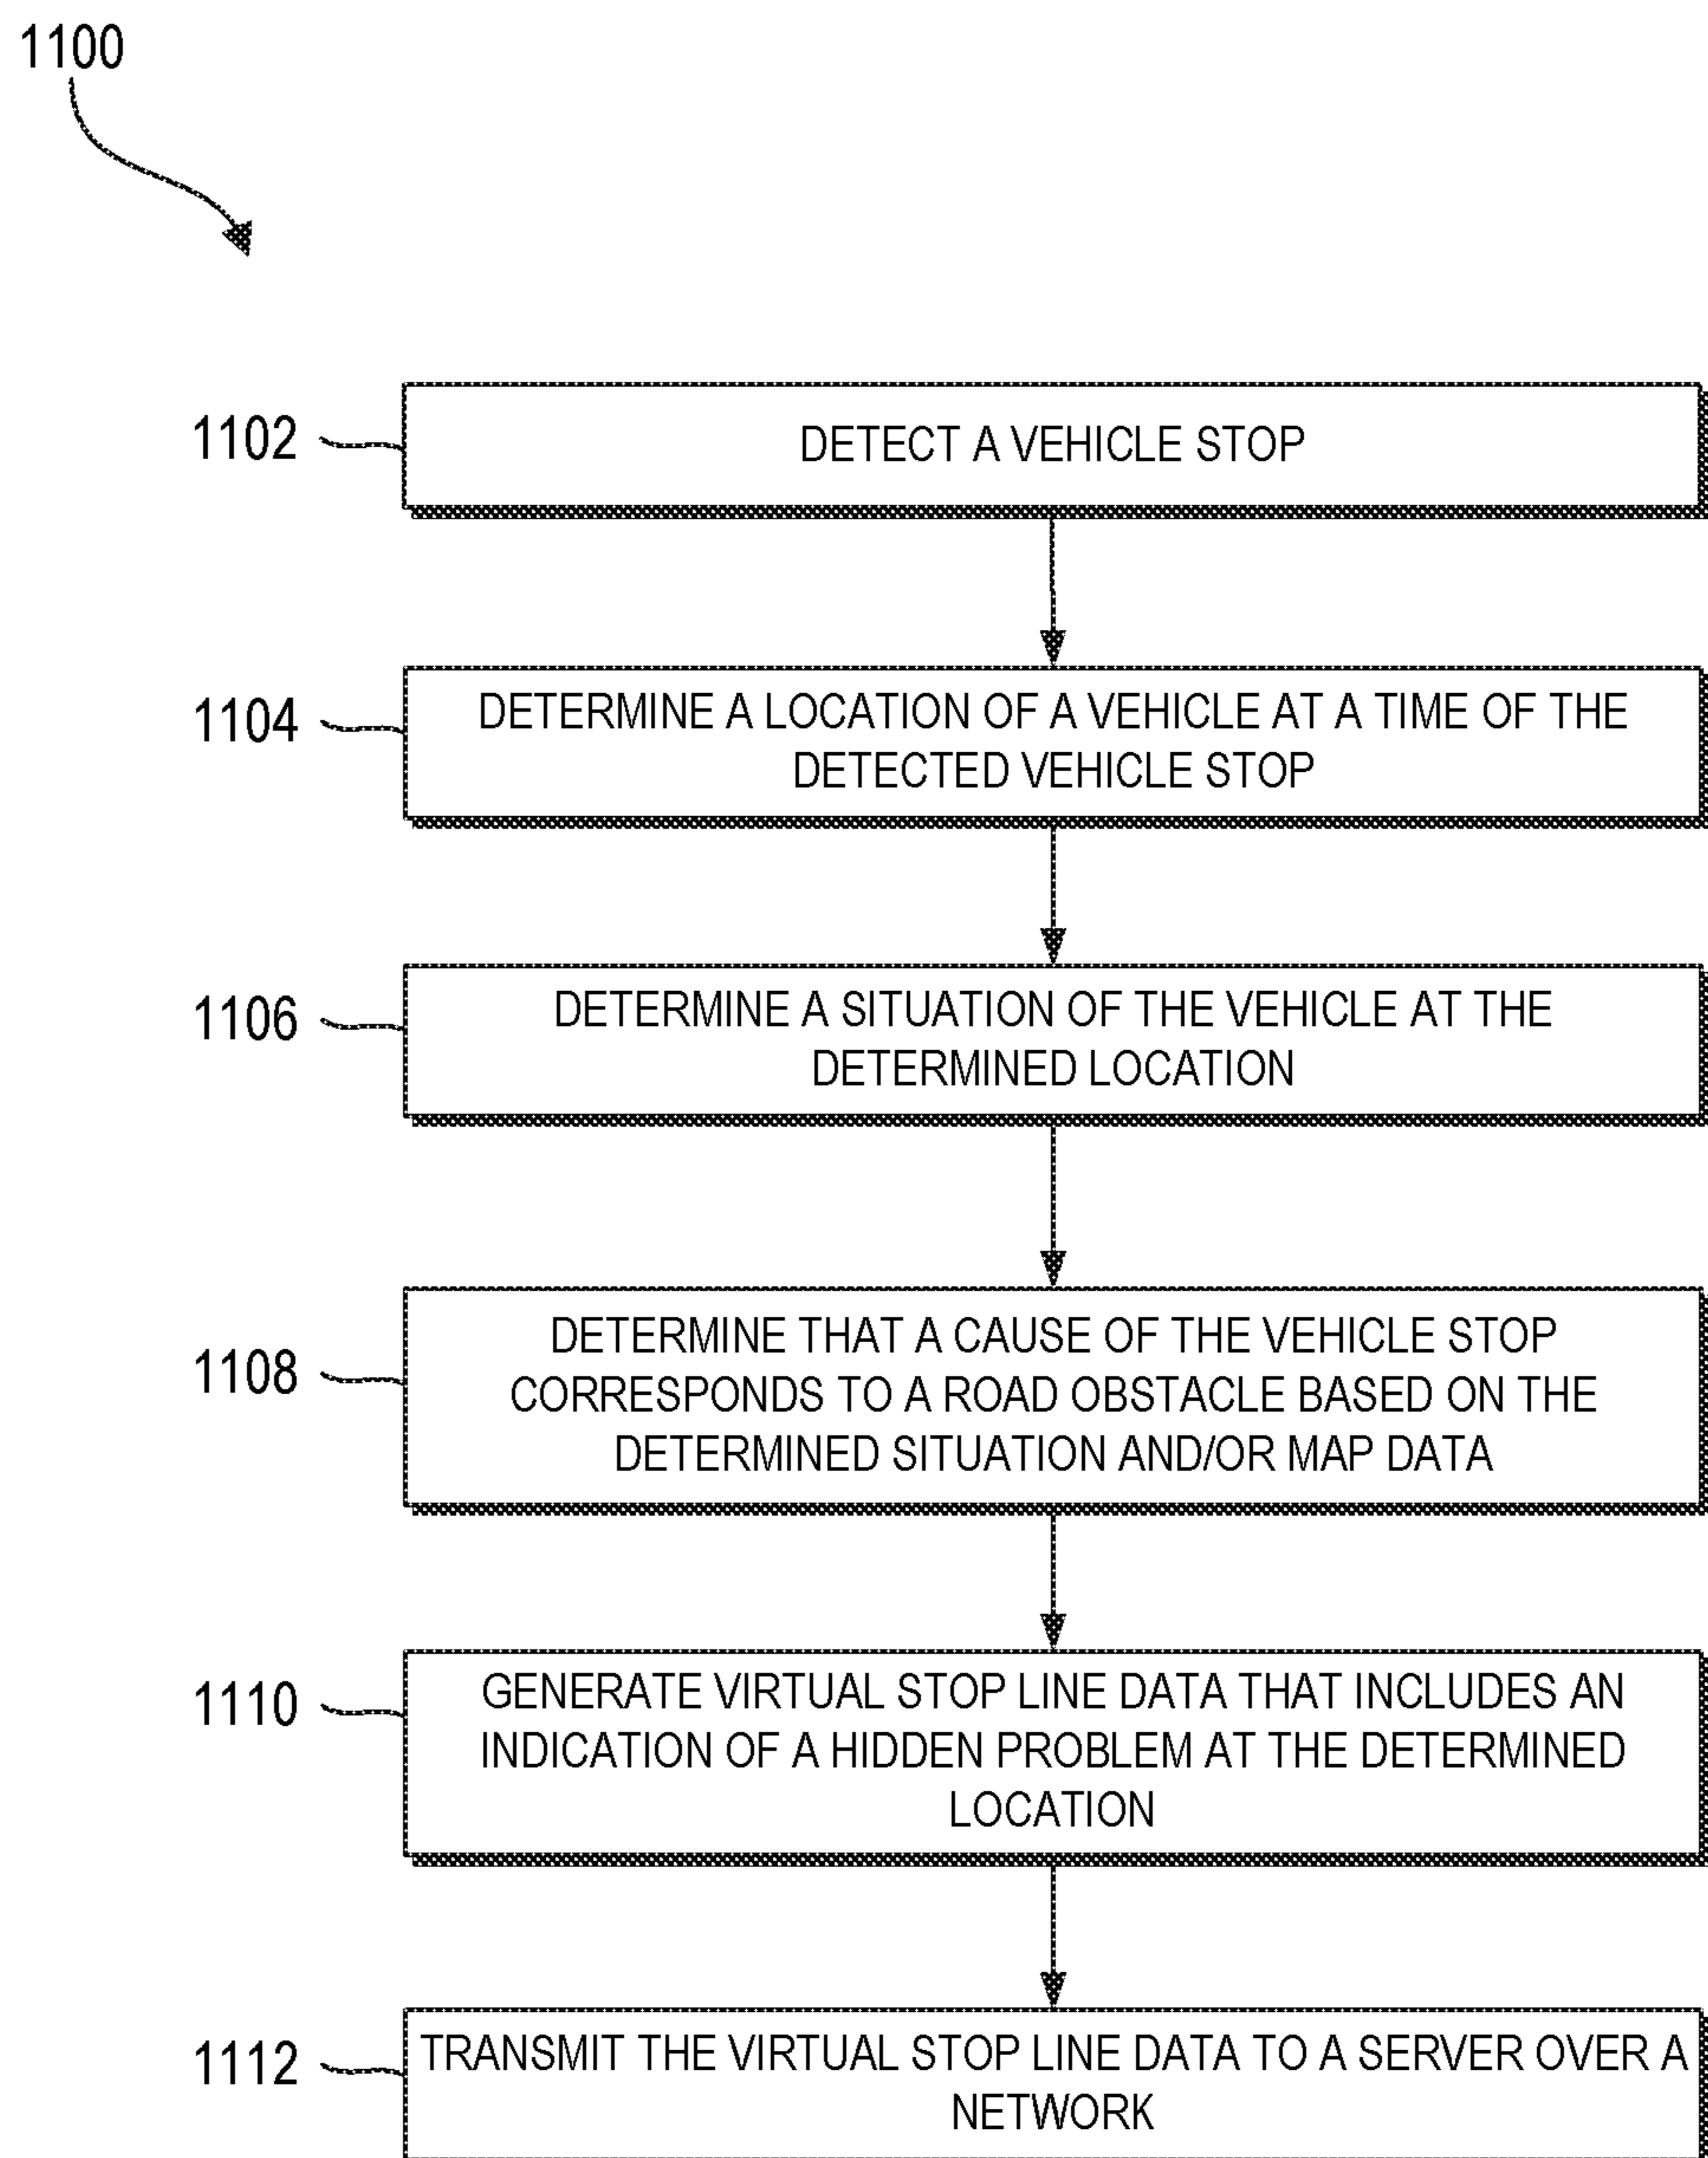 1100
1102
DETECT A VEHICLE STOP
1104
DETERMINE A LOCATION OF A VEHICLE AT A TIME OF THE
DETECTED VEHICLE STOP
1106
DETERMINE A SITUATION OF THE VEHICLE AT THE
DETERMINED LOCATION
1108
DETERMINE THAT A CAUSE OF THE VEHICLE STOP
CORRESPONDS TO A ROAD OBSTACLE BASED ON THE
DETERMINED SITUATION AND/OR MAP DATA
1110
GENERATE VIRTUAL STOP LINE DATA THAT INCLUDES AN
INDICATION OF A HIDDEN PROBLEM AT THE DETERMINED
LOCATION
1112
TRANSMIT THE VIRTUAL STOP LINE DATA TO A SERVER OVER A
NETWORK